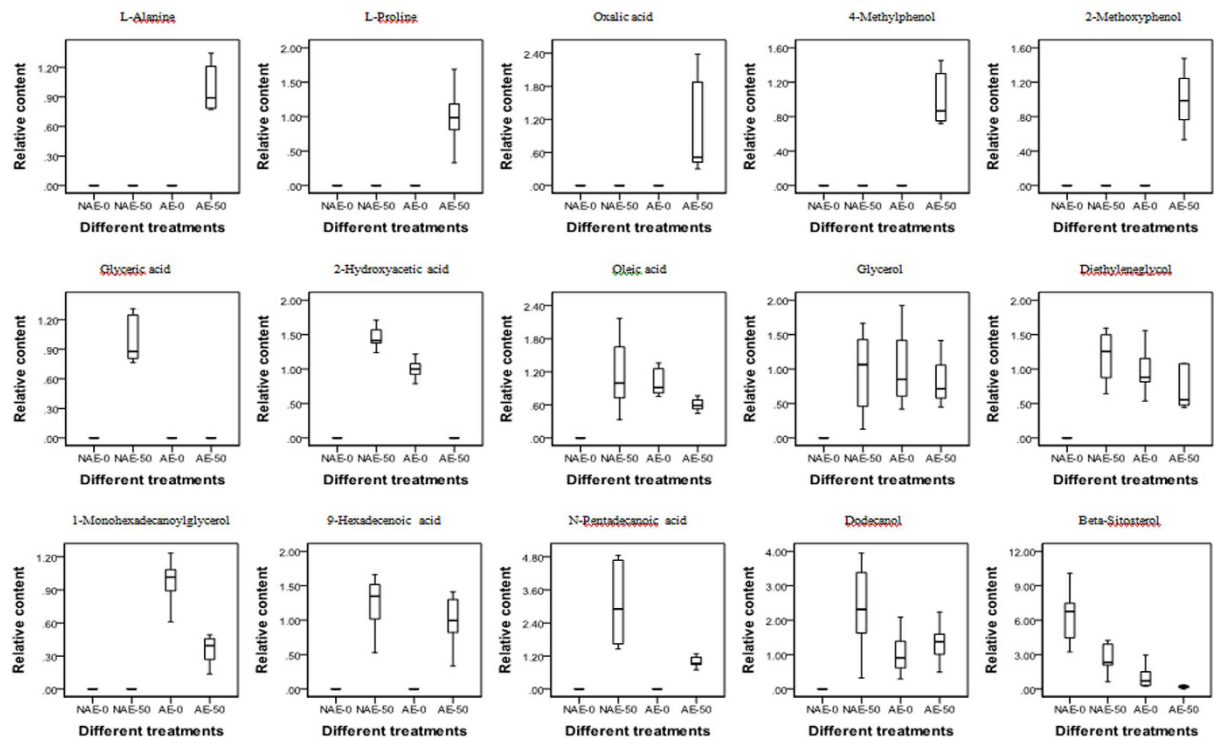 L-Alanine L-Proline Oxalic acid 4-Methylphenol 2-Methoxyphenol
Relative content Relative content Relative content Relative content Relative content
1.20 2.00 2.40 1.60 1.60
.90 1.50 1.80 1.20 1.20
.60 1.00 1.20 .80 .80
.30 .50 .60 .40 .40
.00 .00 .00 .00 .00
NAE-0 NAE-50 AE-0 AE-50 NAE-0 NAE-50 AE-0 AE-50 NAE-0 NAE-50 AE-0 AE-50 NAE-0 NAE-50 AE-0 AE-50 NAE-0 NAE-50 AE-0 AE-50
Different treatments Different treatments Different treatments Different treatments Different treatments
Glyceric acid 2-Hydroxyacetic acid Oleic acid Glycerol Diethyleneglycol
Relative content Relative content Relative content Relative content Relative content
1.20 2.00 2.40 2.00 2.00
.90 1.50 1.80 1.50 1.50
.60 1.00 1.20 1.00 1.00
.30 .50 .60 .50 .50
.00 .00 .00 .00 .00
NAE-0 NAE-50 AE-0 AE-50 NAE-0 NAE-50 AE-0 AE-50 NAE-0 NAE-50 AE-0 AE-50 NAE-0 NAE-50 AE-0 AE-50 NAE-0 NAE-50 AE-0 AE-50
Different treatments Different treatments Different treatments Different treatments Different treatments
1-Monohexadecanoylglycerol 9-Hexadecenoic acid N-Pentadecanoic acid Dodecanol Beta-Sitosterol
Relative content Relative content Relative content Relative content Relative content
1.20 2.00 4.80 4.00 12.00
.90 1.50 3.60 3.00 9.00
.60 1.00 2.40 2.00 6.00
.30 .50 1.20 1.00 3.00
.00 .00 .00 .00 .00
NAE-0 NAE-50 AE-0 AE-50 NAE-0 NAE-50 AE-0 AE-50 NAE-0 NAE-50 AE-0 AE-50 NAE-0 NAE-50 AE-0 AE-50 NAE-0 NAE-50 AE-0 AE-50
Different treatments Different treatments Different treatments Different treatments Different treatments